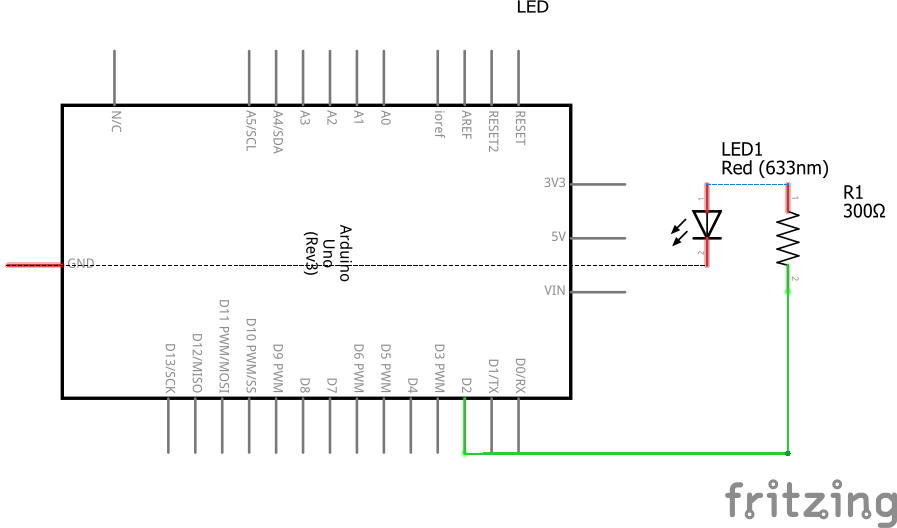 LED
N/C
A5/SCL
A4/SDA
A3
A2
A1
A0
ioref
AREF
RESET2
RESET
LED1
Red (633nm)
R1
300Ω
3V3
5V
VIN
GND
Arduino
Uno
(Rev3)
1
2
1
2
D13/SCK
D12/MISO
D11 PWM/MOSI
D10 PWM/SS
D9 PWM
D8
D7
D6 PWM
D5 PWM
D4
D3 PWM
D2
D1/TX
D0/RX
fritzing